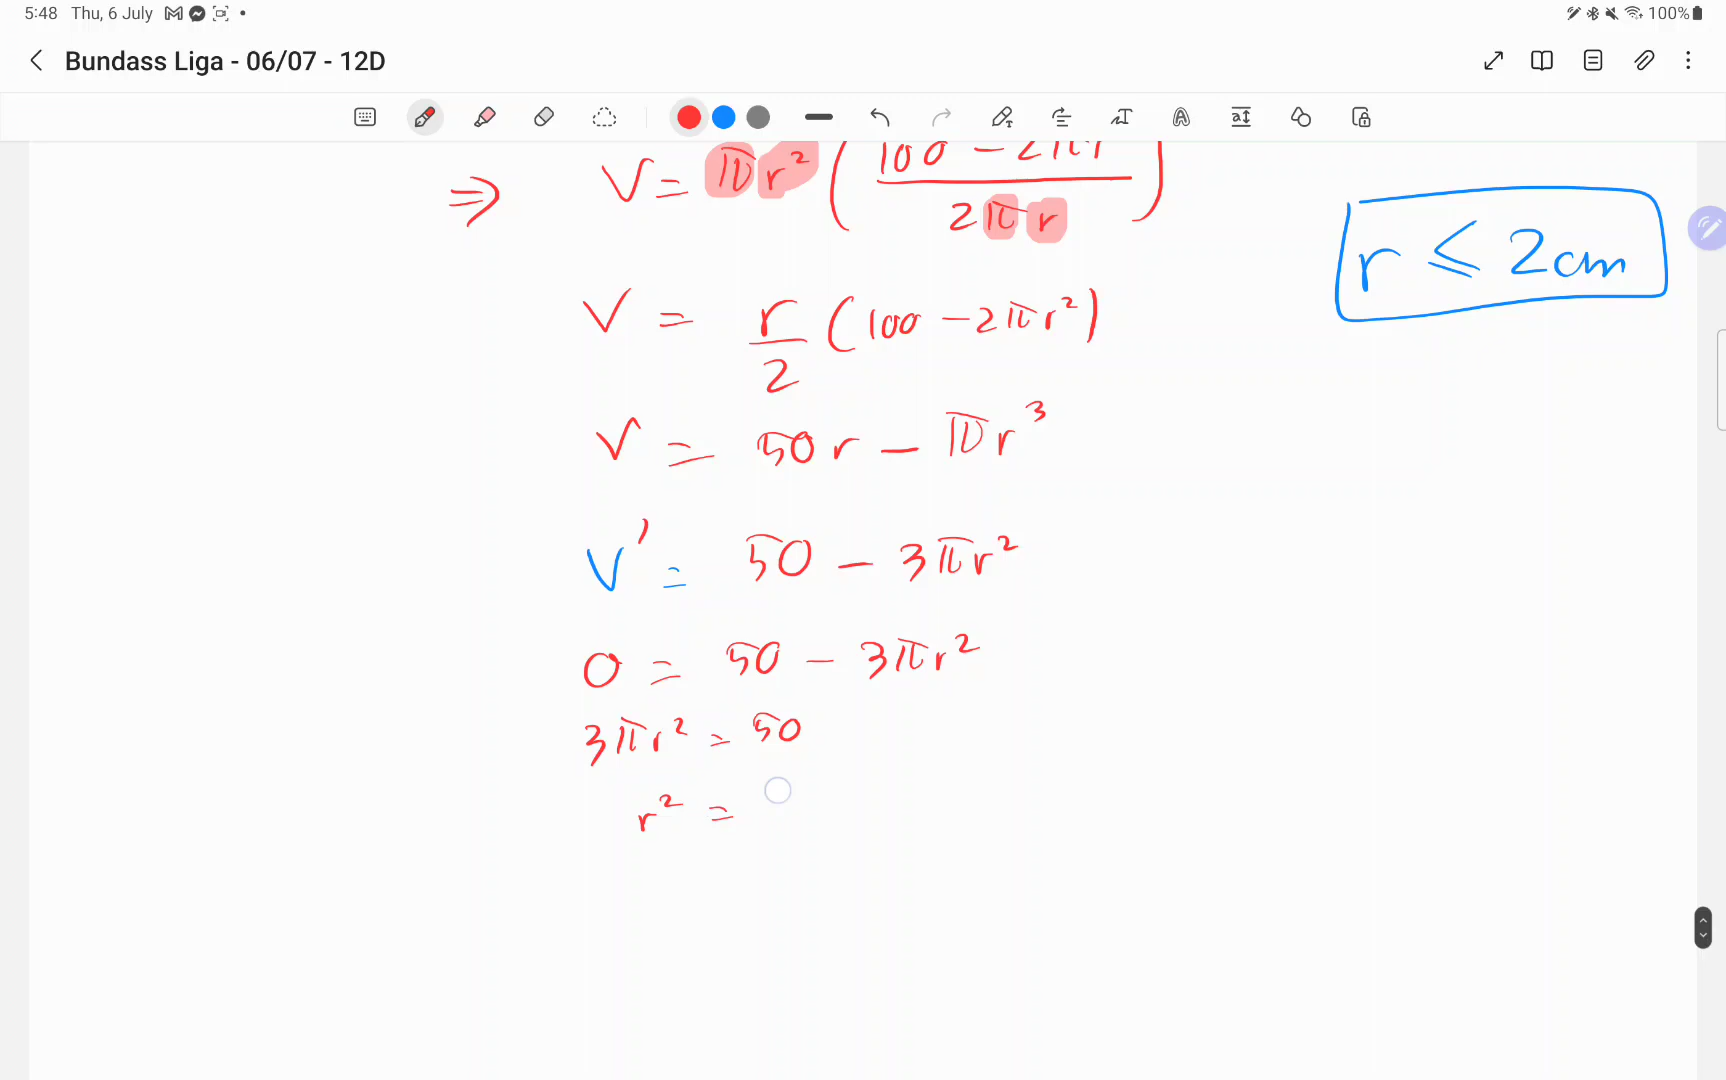 5:48 Thu, 6 July 100%
Bundass Liga - 06/07 - 12D
⇒ V = πr² ( 100 - 2πr / 2πr )
r ≤ 2cm
V = r/2 (100 - 2πr²)
V = 50r - πr³
V' = 50 - 3πr²
0 = 50 - 3πr²
3πr² = 50
r² =